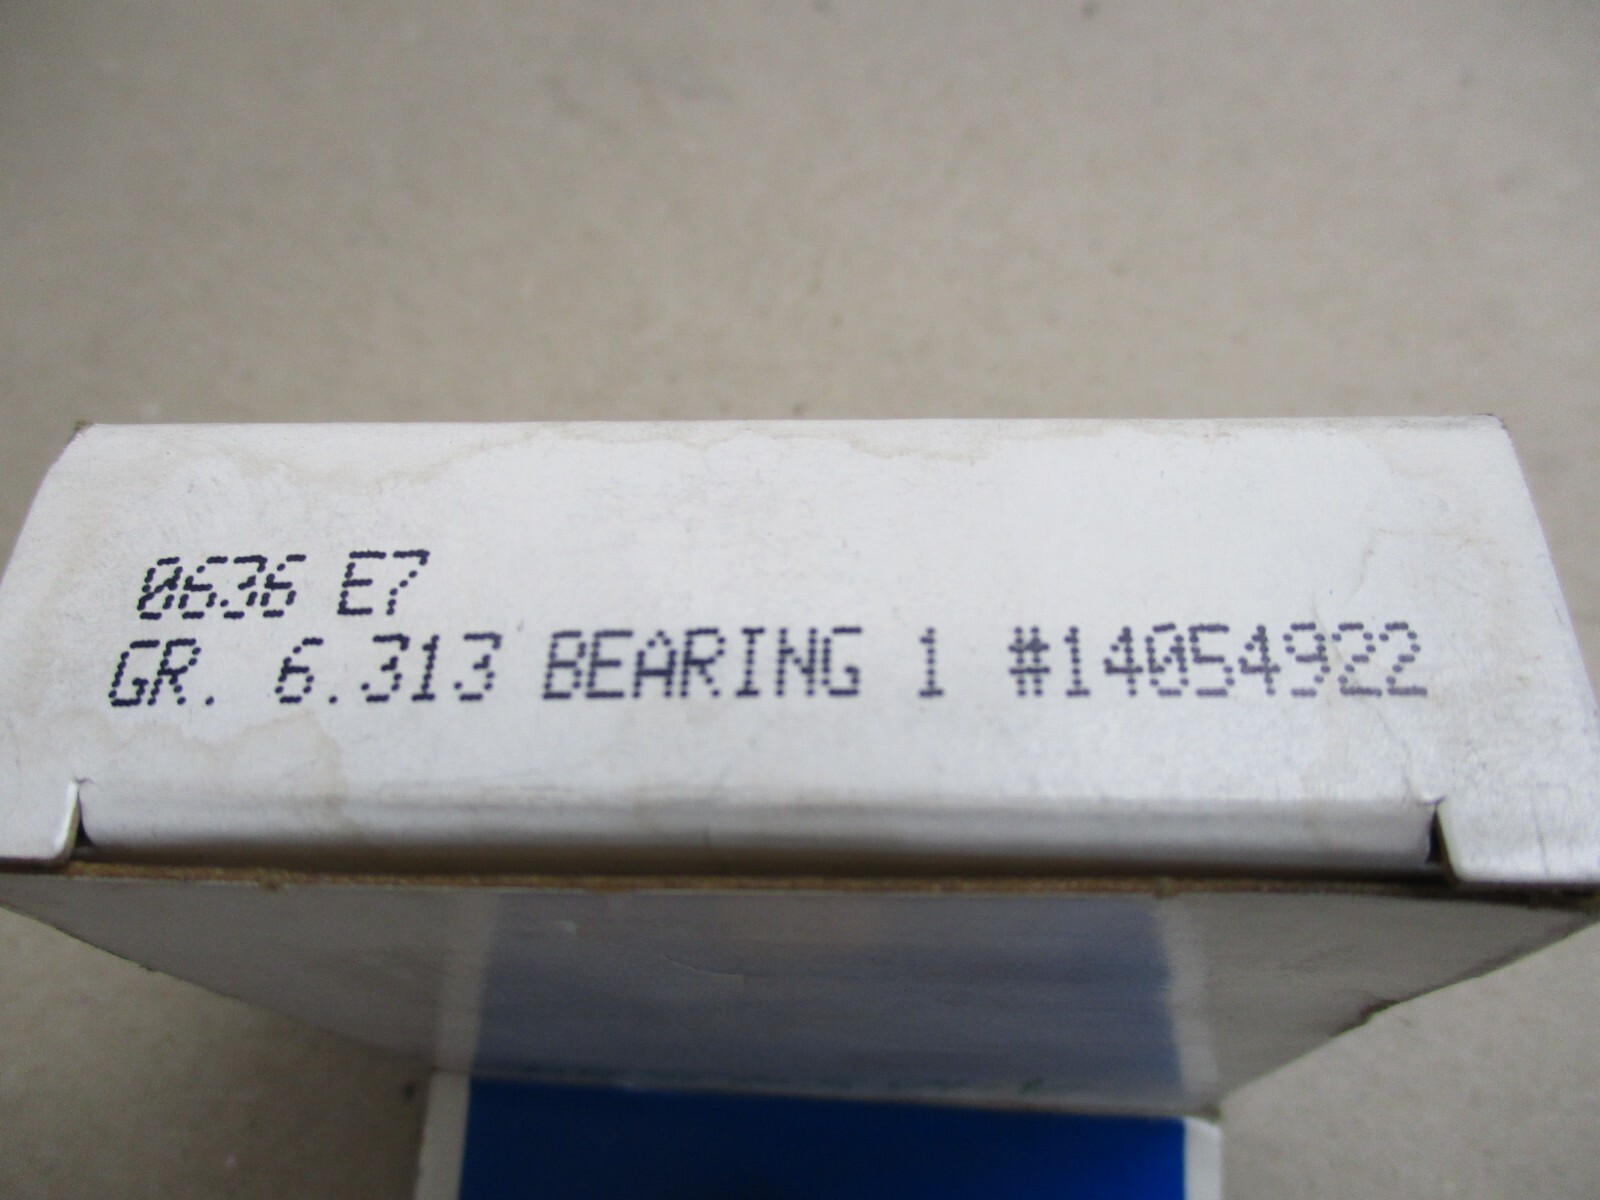 0636 E7
GR. 6.313 BEARING 1 #14054922